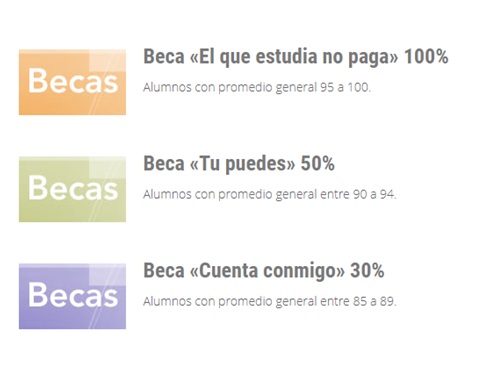 Becas
Beca «El que estudia no paga» 100%
Alumnos con promedio general 95 a 100.
Becas
Beca «Tu puedes» 50%
Alumnos con promedio general entre 90 a 94.
Becas
Beca «Cuenta conmigo» 30%
Alumnos con promedio general entre 85 a 89.